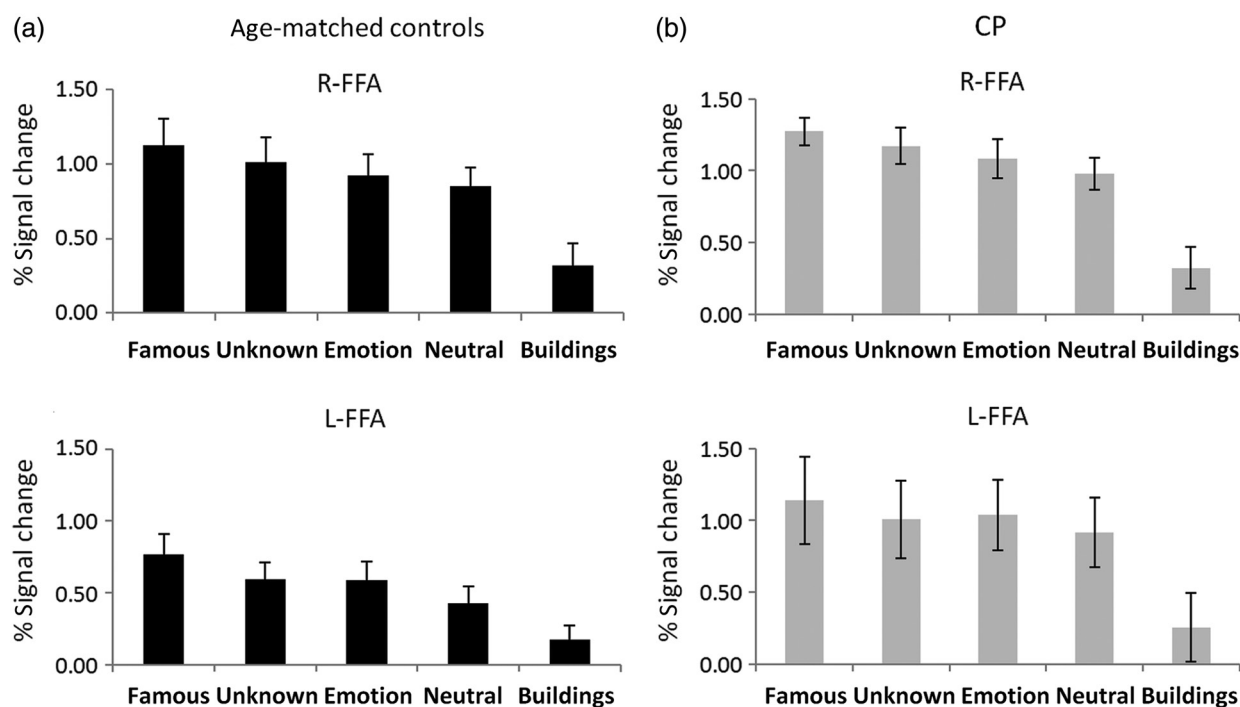 (a)
Age-matched controls
R-FFA
% Signal change
1.50
1.00
0.50
0.00
Famous Unknown Emotion Neutral Buildings
L-FFA
% Signal change
1.50
1.00
0.50
0.00
Famous Unknown Emotion Neutral Buildings
(b)
CP
R-FFA
% Signal change
1.50
1.00
0.50
0.00
Famous Unknown Emotion Neutral Buildings
L-FFA
% Signal change
1.50
1.00
0.50
0.00
Famous Unknown Emotion Neutral Buildings